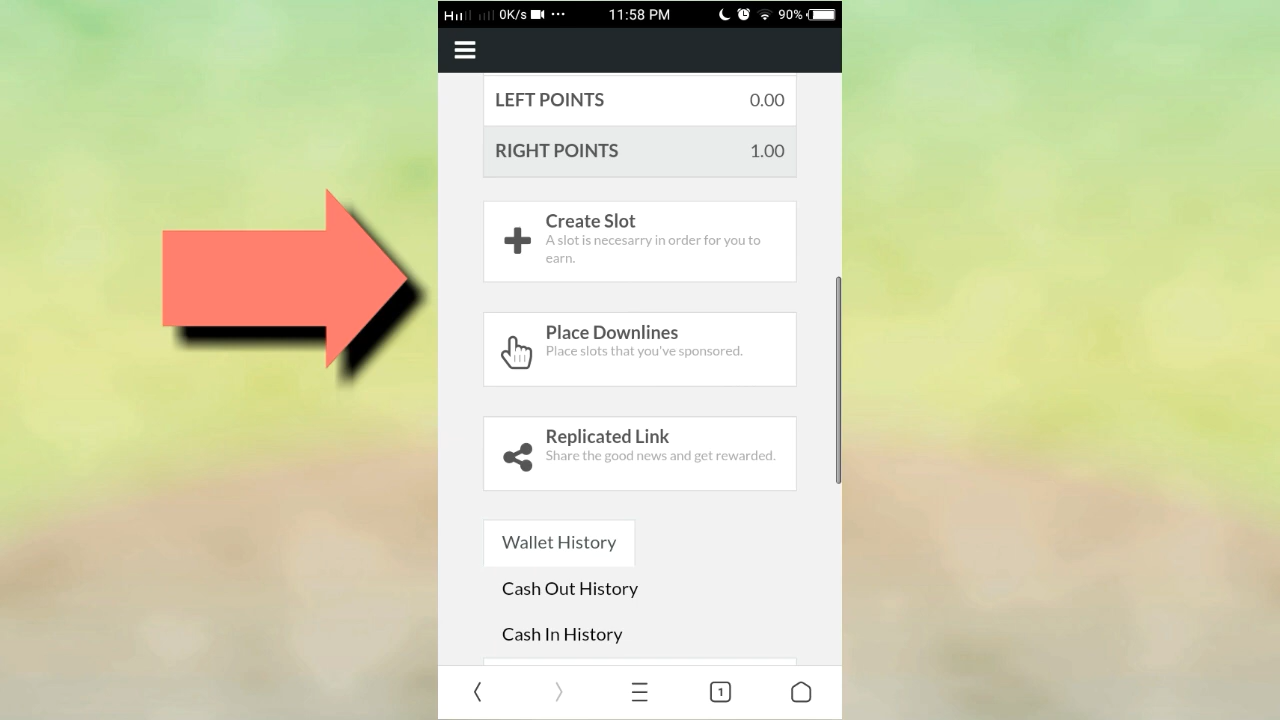 0K/s ... 11:58 PM 90%
LEFT POINTS 0.00
RIGHT POINTS 1.00
Create Slot
A slot is necesarry in order for you to
earn.
Place Downlines
Place slots that you've sponsored.
Replicated Link
Share the good news and get rewarded.
Wallet History
Cash Out History
Cash In History
1